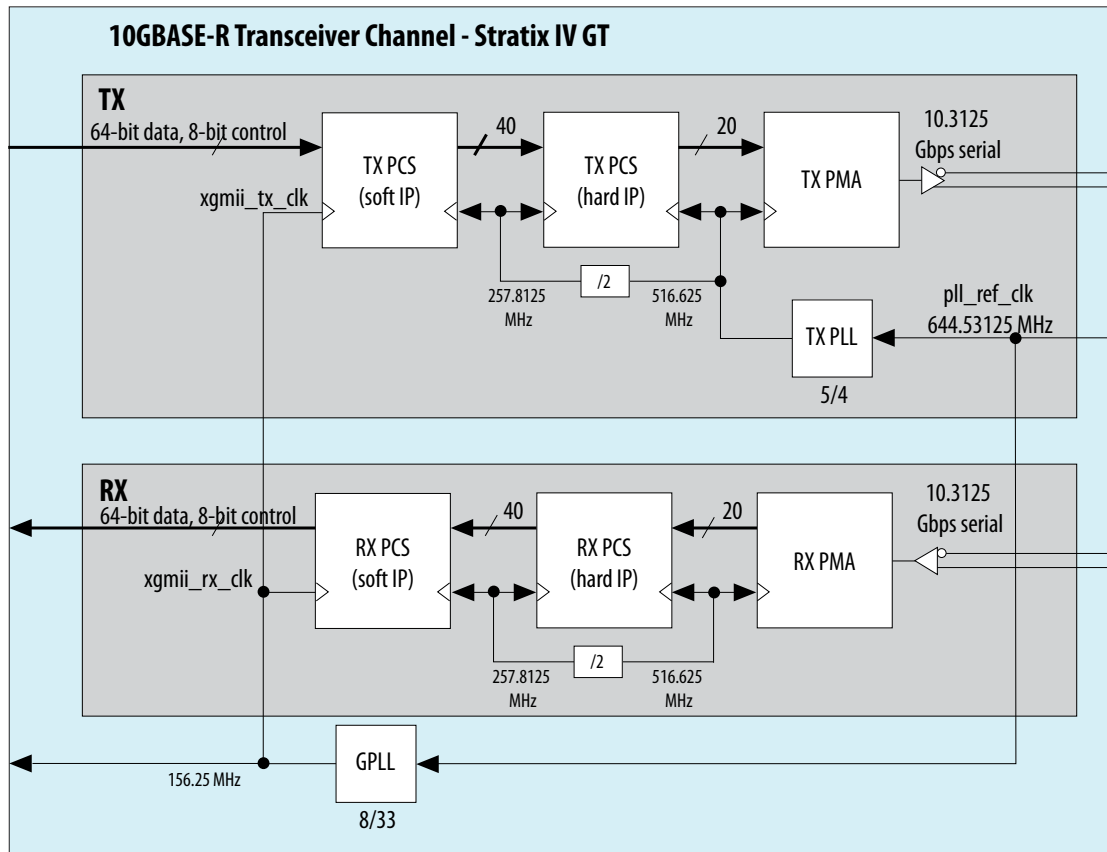 10GBASE-R Transceiver Channel - Stratix IV GT
TX
64-bit data, 8-bit control
40
20
10.3125
Gbps serial
TX PCS
(soft IP)
TX PCS
(hard IP)
TX PMA
xgmii_tx_clk
/2
257.8125
MHz
516.625
MHz
pll_ref_clk
644.53125 MHz
TX PLL
5/4
RX
64-bit data, 8-bit control
40
20
10.3125
Gbps serial
RX PCS
(soft IP)
RX PCS
(hard IP)
RX PMA
xgmii_rx_clk
/2
257.8125
MHz
516.625
MHz
GPLL
156.25 MHz
8/33